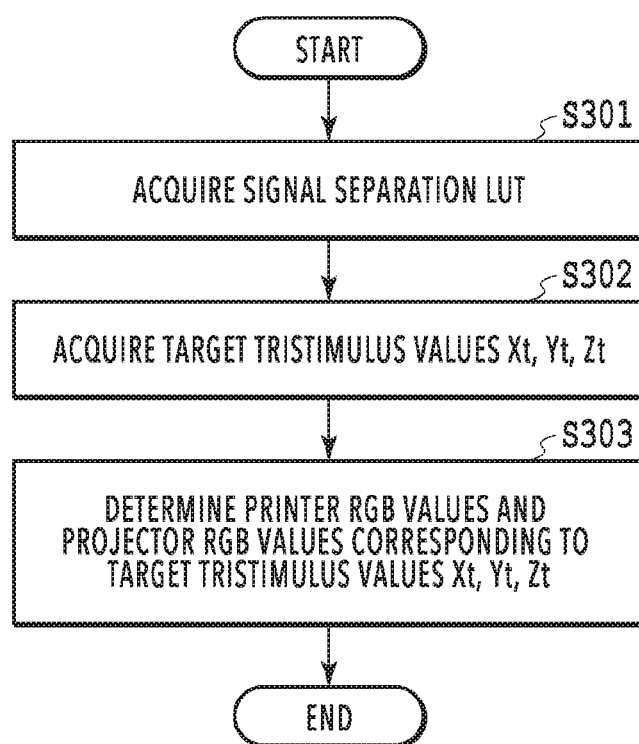 START
S301
ACQUIRE SIGNAL SEPARATION LUT
S302
ACQUIRE TARGET TRISTIMULUS VALUES Xt, Yt, Zt
S303
DETERMINE PRINTER RGB VALUES AND
PROJECTOR RGB VALUES CORRESPONDING TO
TARGET TRISTIMULUS VALUES Xt, Yt, Zt
END